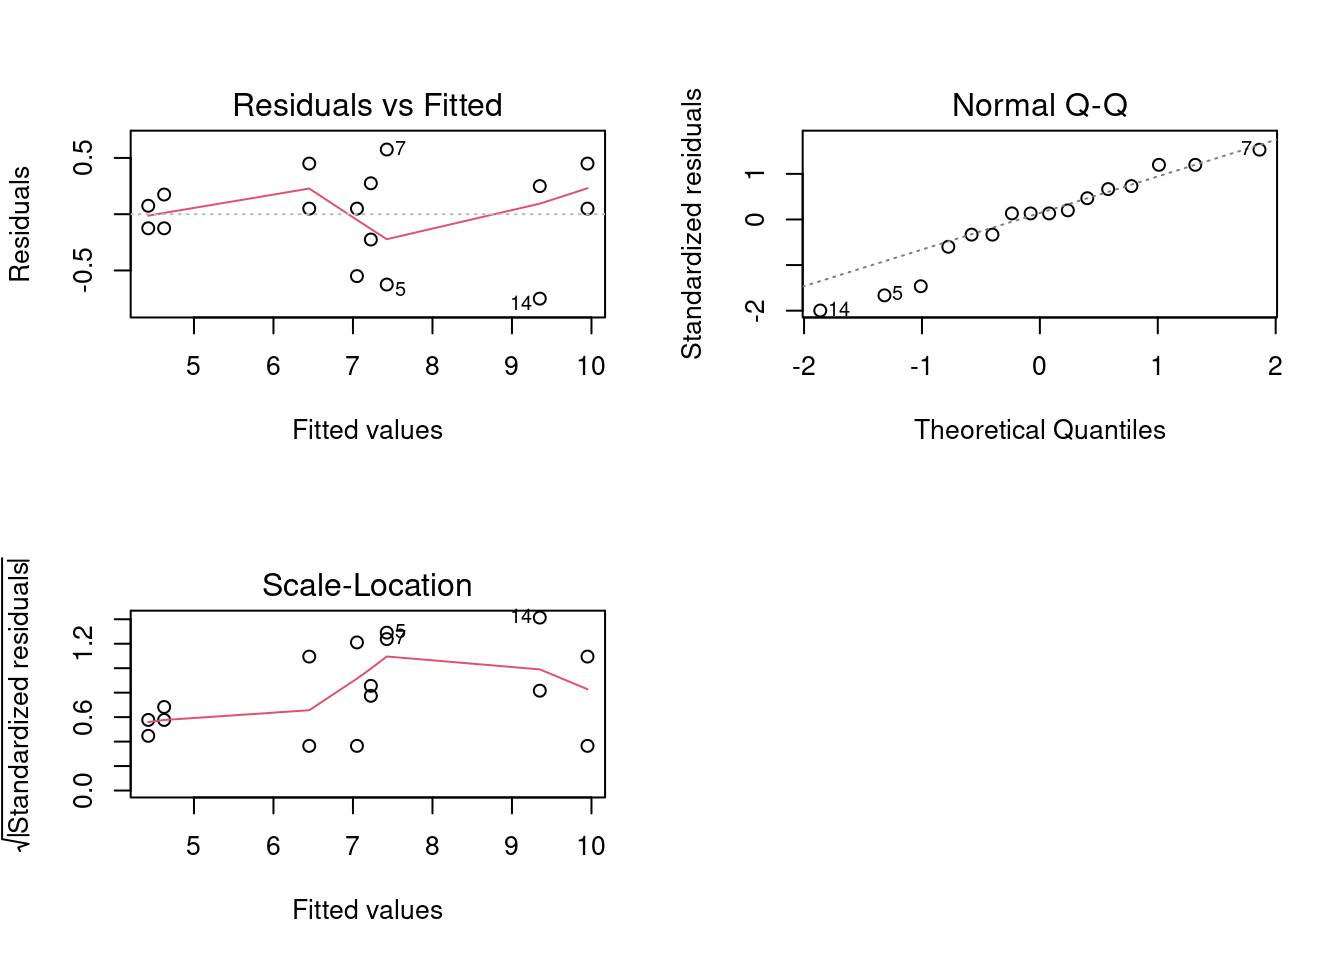 Residuals vs Fitted
Residuals
0.5
-0.5
7
5
14
5 6 7 8 9 10
Fitted values
Normal Q-Q
Standardized residuals
1
0
-2
7
5
14
-2 -1 0 1 2
Theoretical Quantiles
Scale-Location
√|Standardized residuals|
1.2
0.6
0.0
14
5
7
5 6 7 8 9 10
Fitted values